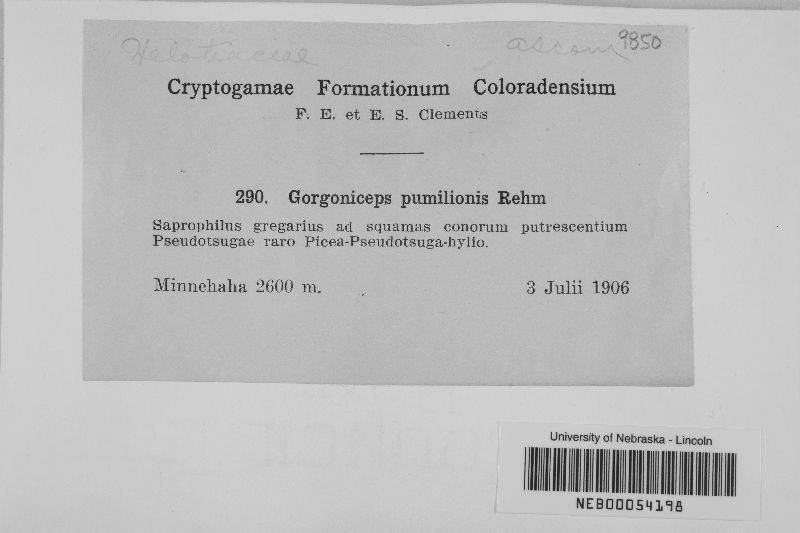 Helotiaceae ascom 9850
Cryptogamae Formationum Coloradensium
F. E. et E. S. Clements
290. Gorgoniceps pumilionis Rehm
Saprophilus gregarius ad squamas conorum putrescentium
Pseudotsugae raro Picea-Pseudotsuga-hylio.
Minnehaha 2600 m. 3 Julii 1906
University of Nebraska - Lincoln
NEB00054198